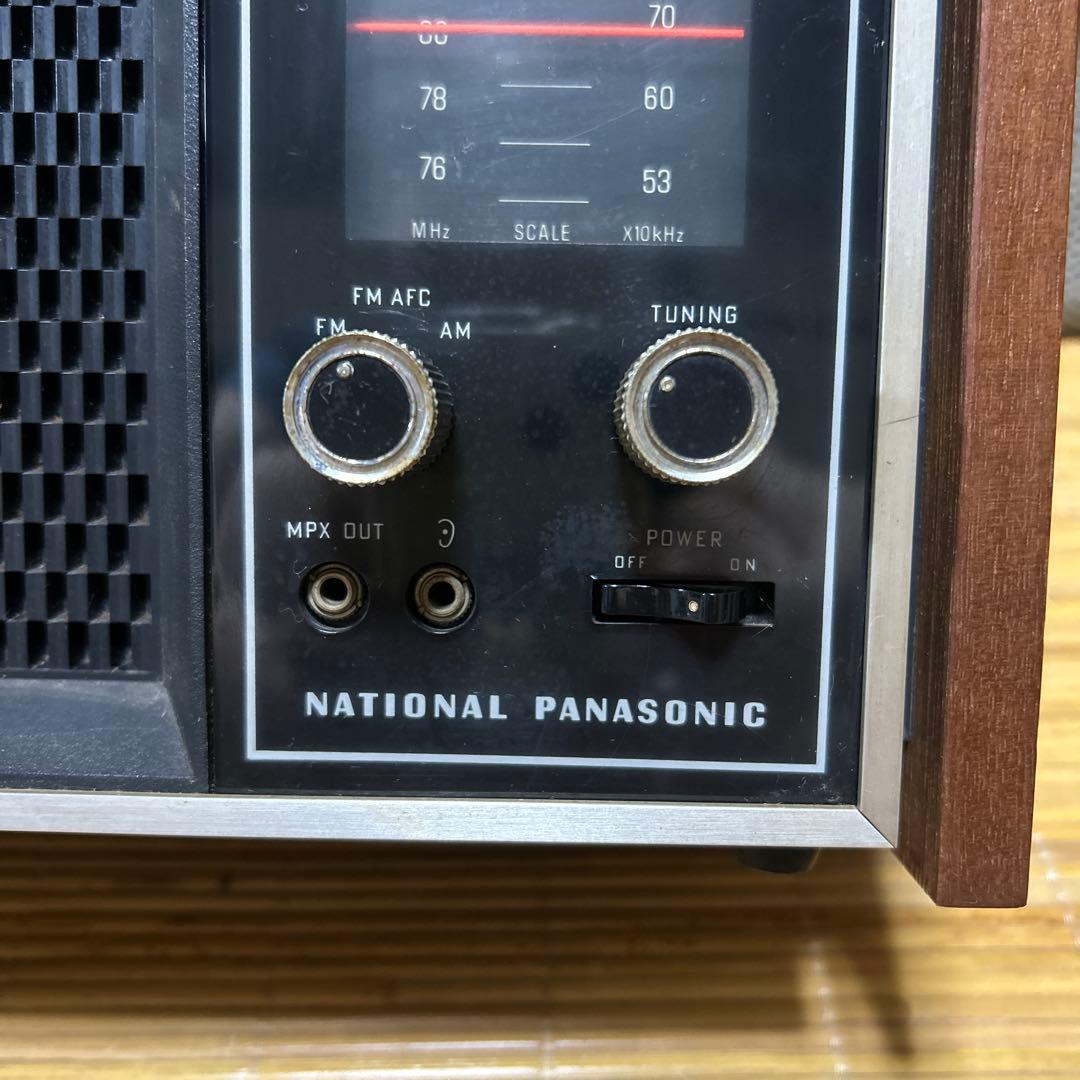 70
80
78 60
76 53
MHz SCALE X10kHz
FM AFC
FM AM
TUNING
MPX OUT
POWER
OFF ON
NATIONAL PANASONIC